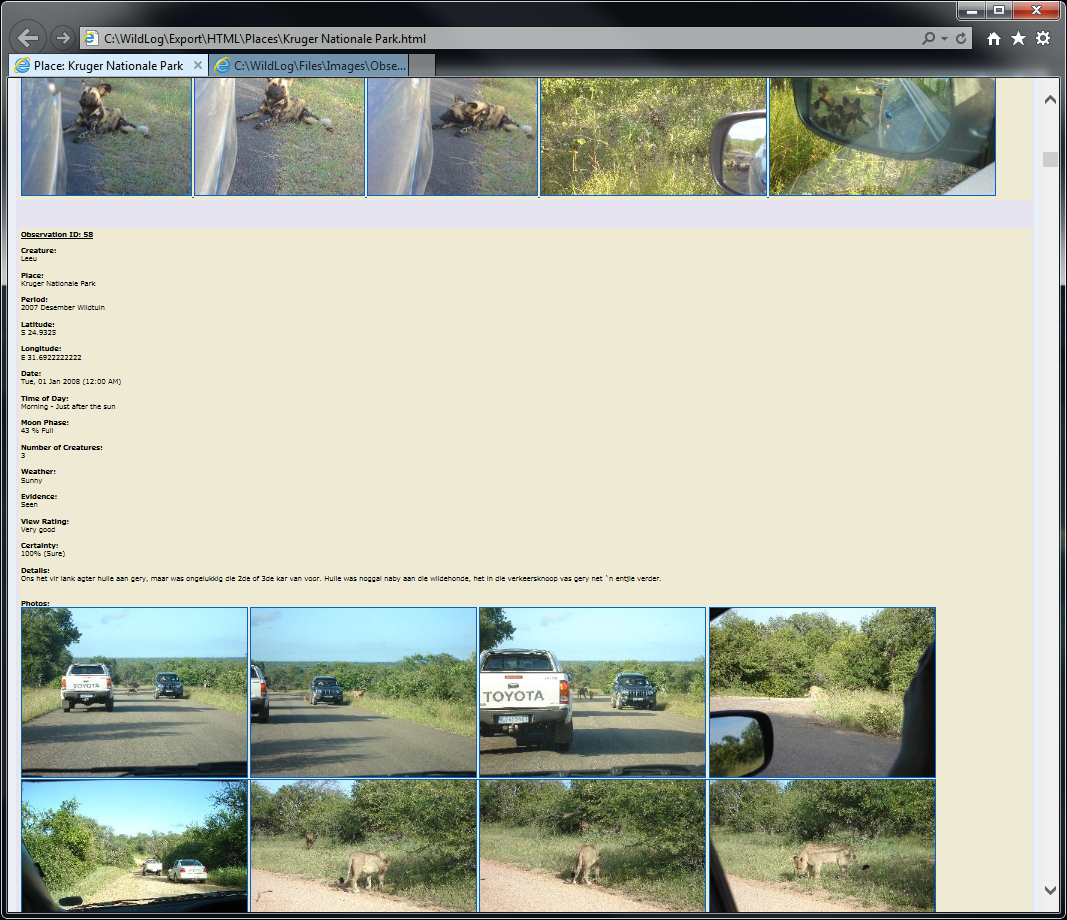 C:\WildLog\Export\HTML\Places\Kruger Nationale Park.html
Place: Kruger Nationale Park
C:\WildLog\Files\Images\Obse...
Observation ID: 58
Creature:
Leeu
Place:
Kruger Nationale Park
Period:
2007 Desember Wildtuin
Latitude:
S 24.9325
Longitude:
E 31.6922222222
Date:
Tue, 01 Jan 2008 (12:00 AM)
Time of Day:
Morning - Just after the sun
Moon Phase:
43 % Full
Number of Creatures:
3
Weather:
Sunny
Evidence:
Seen
View Rating:
Very good
Certainty:
100% (Sure)
Details:
Ons het vir lank agter hulle aan gery, maar was ongelukkig die 2de of 3de kar van voor. Hulle was noggal naby aan die wildehonde, het in die verkeersknoop vas gery net `n entjie verder.
Photos:
TOYOTA
TOYOTA